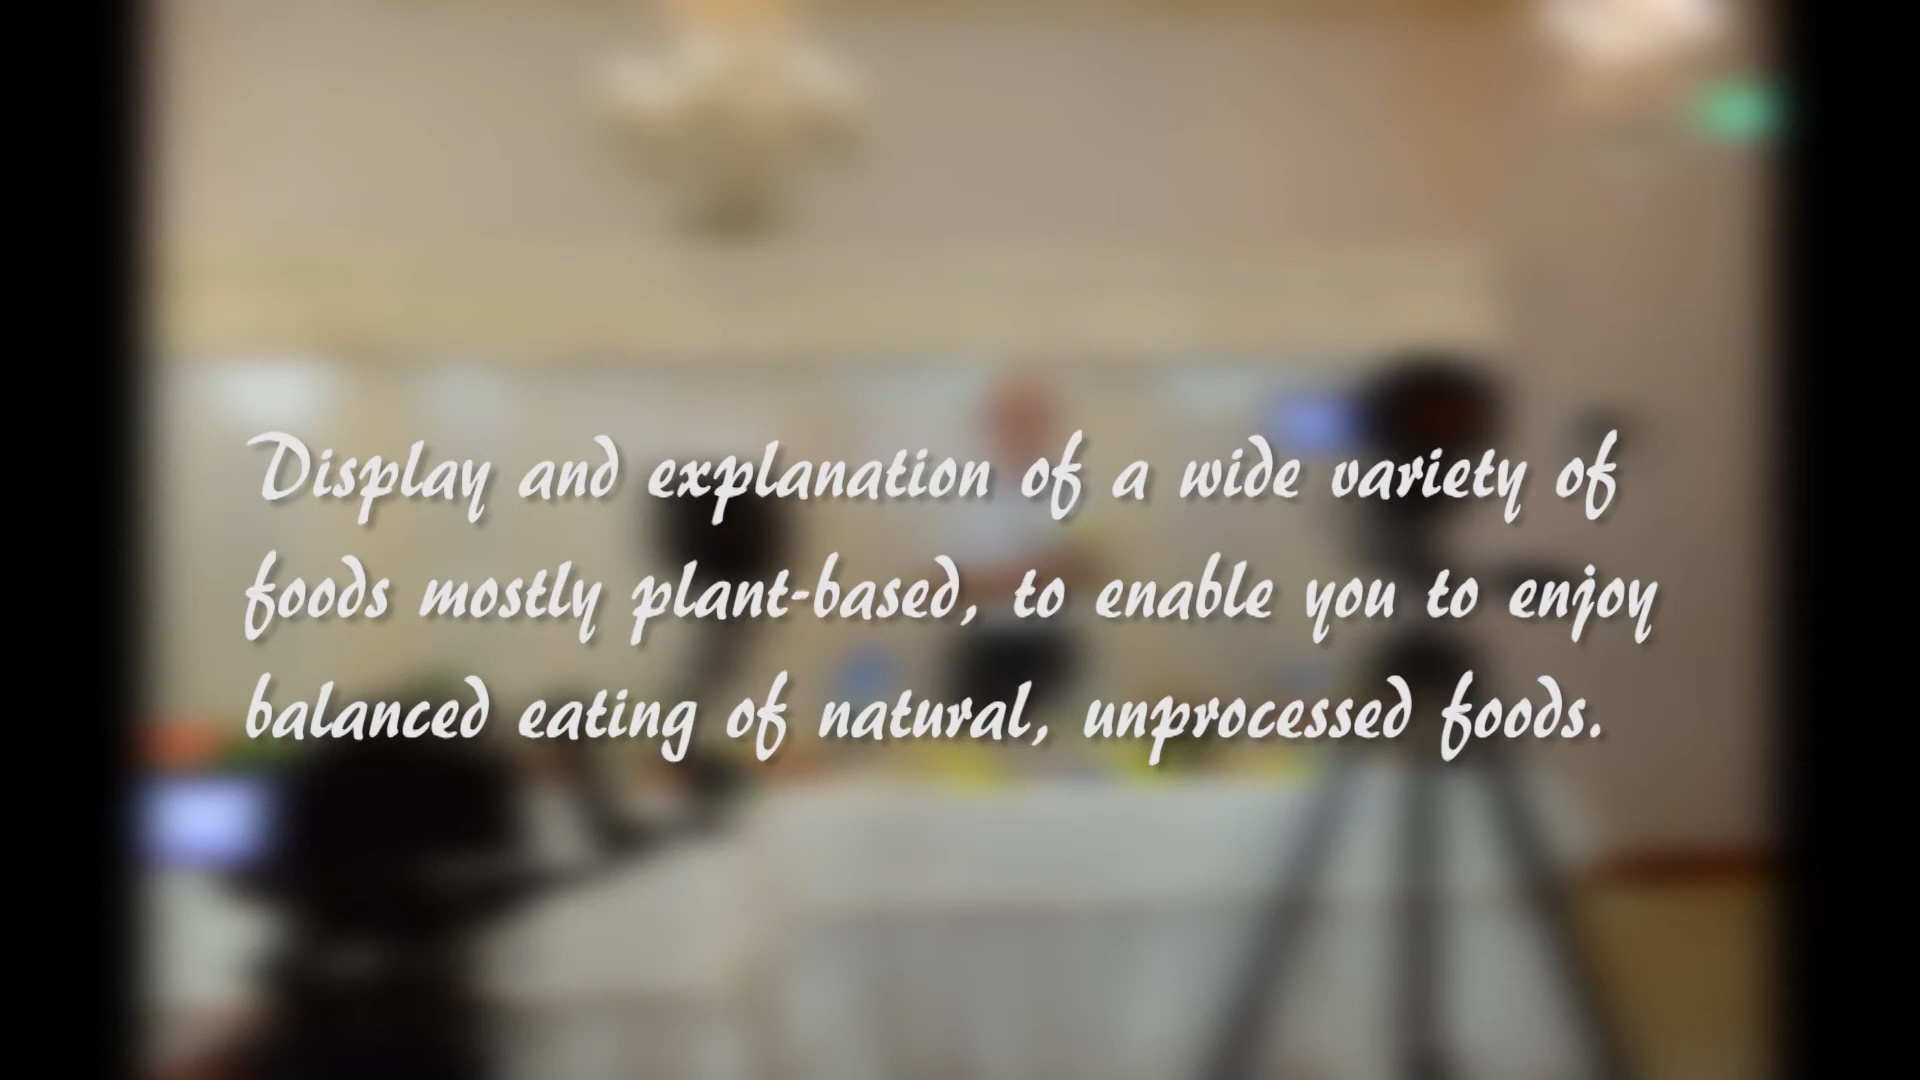 Display and explanation of a wide variety of
foods mostly plant-based, to enable you to enjoy
balanced eating of natural, unprocessed foods.